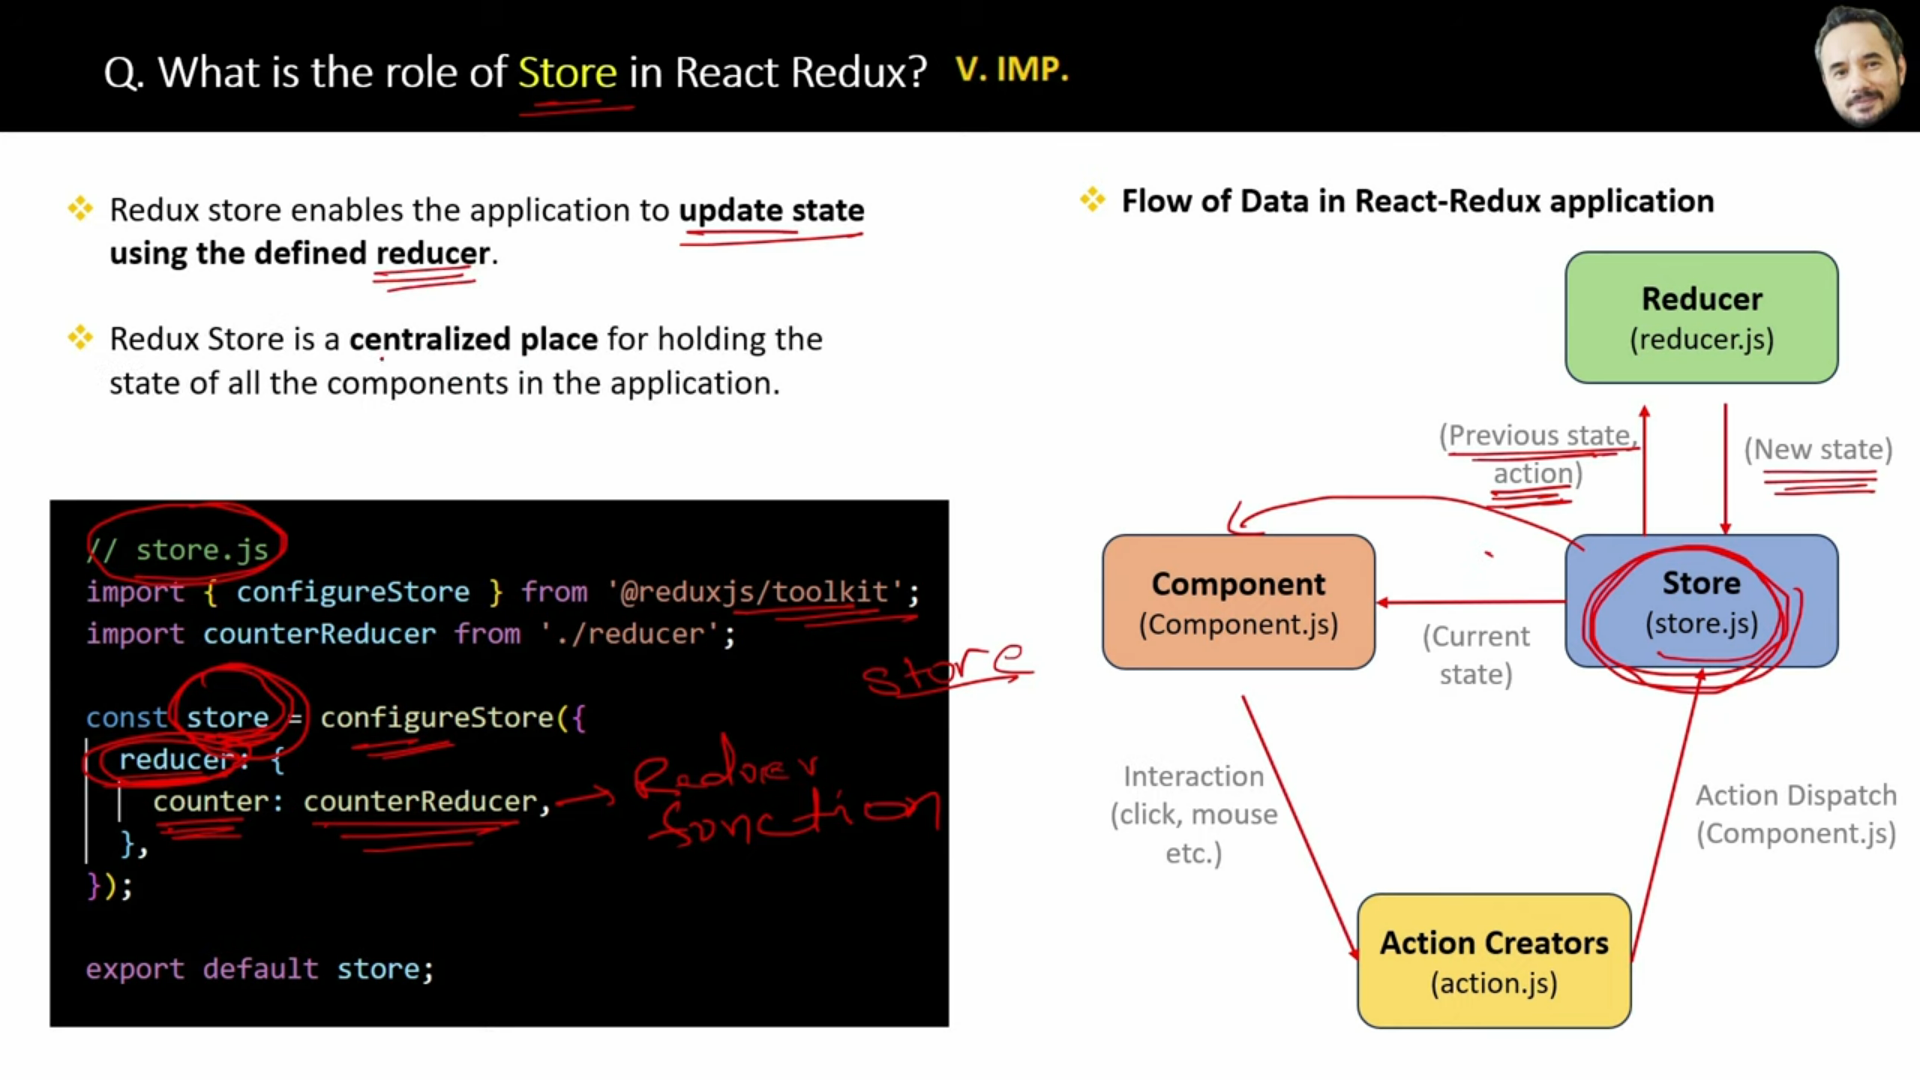 Q. What is the role of Store in React Redux? V. IMP.
Redux store enables the application to update state
using the defined reducer.
Redux Store is a centralized place for holding the
state of all the components in the application.
// store.js
import { configureStore } from '@reduxjs/toolkit';
import counterReducer from './reducer';
store
const store = configureStore({
reducer: {
counter: counterReducer,
},
});
export default store;
function
Flow of Data in React-Redux application
Reducer
(reducer.js)
(Previous state,
action)
(New state)
Component
(Component.js)
Store
(store.js)
(Current
state)
Interaction
(click, mouse
etc.)
Action Dispatch
(Component.js)
Action Creators
(action.js)